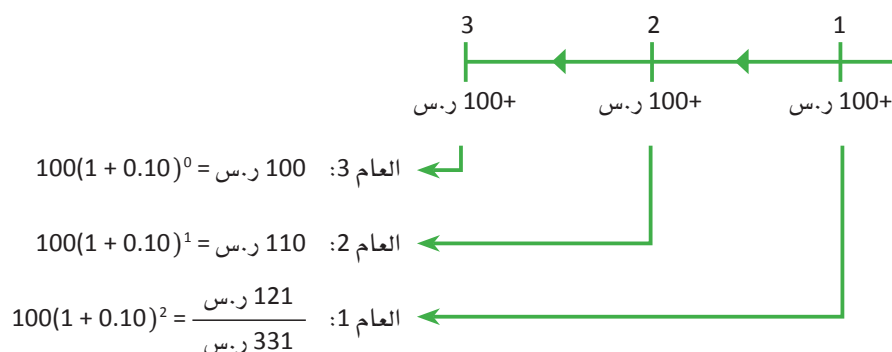 1 2 3
+100 ر.س +100 ر.س +100 ر.س
العام 3: 100(1 + 0.10)⁰ = 100 ر.س
العام 2: 100(1 + 0.10)¹ = 110 ر.س
العام 1: 100(1 + 0.10)² = 121 ر.س
331 ر.س